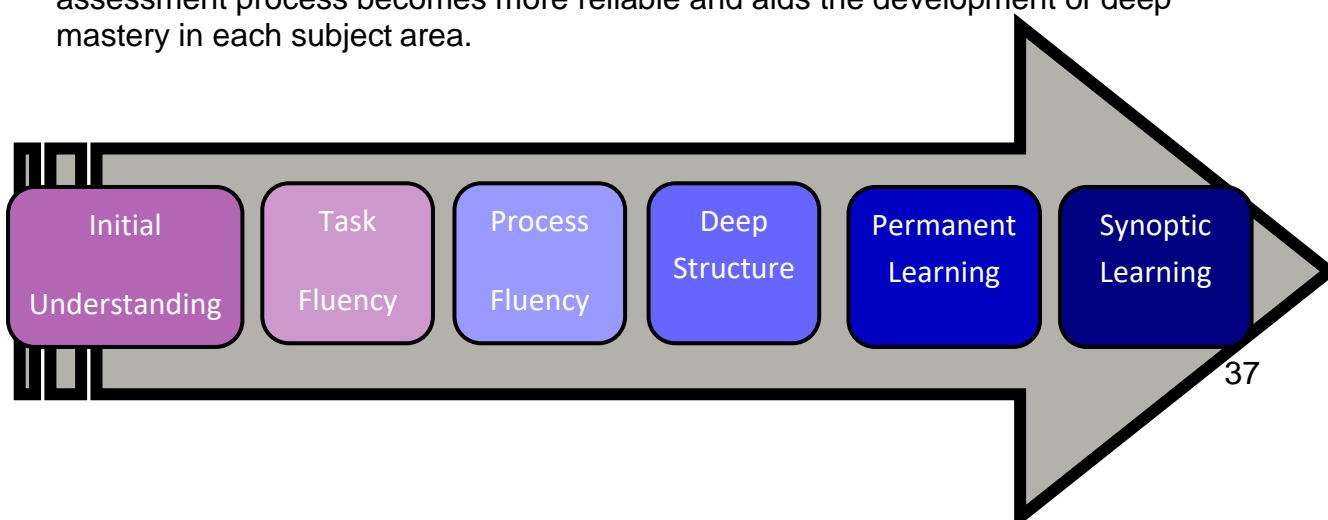 assessment process becomes more reliable and aids the development of deep
mastery in each subject area.
Initial
Understanding
Task
Fluency
Process
Fluency
Deep
Structure
Permanent
Learning
Synoptic
Learning
37